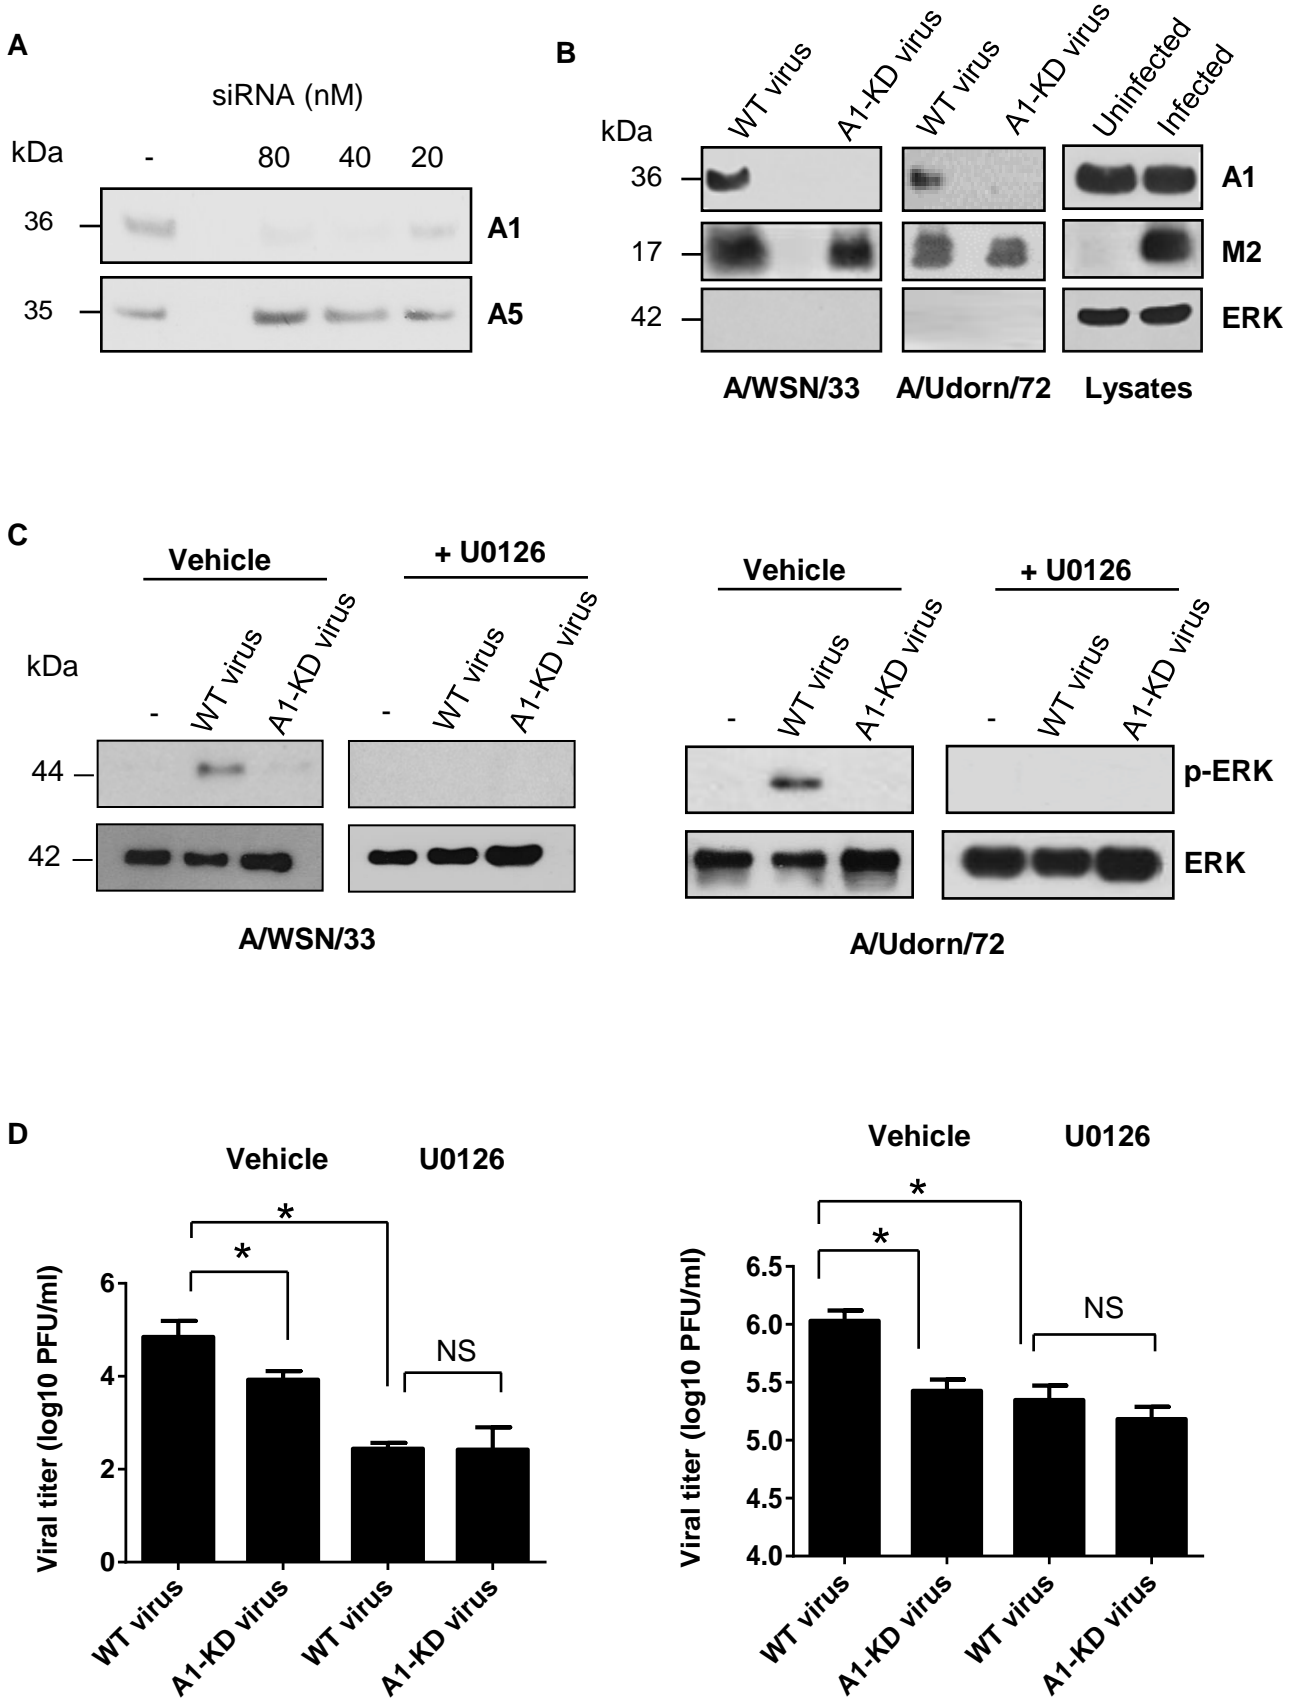 A
siRNA (nM)
kDa - 80 40 20
36 A1
35 A5
B
WT virus A1-KD virus WT virus A1-KD virus Uninfected Infected
kDa
36 A1
17 M2
42 ERK
A/WSN/33 A/Udorn/72 Lysates
C
Vehicle + U0126 Vehicle + U0126
kDa - WT virus A1-KD virus - WT virus A1-KD virus - WT virus A1-KD virus - WT virus A1-KD virus
44 p-ERK
42 ERK
A/WSN/33 A/Udorn/72
D
Vehicle U0126
*
*
NS
Viral titer (log10 PFU/ml)
6
4
2
0
WT virus A1-KD virus WT virus A1-KD virus
Vehicle U0126
*
*
NS
Viral titer (log10 PFU/ml)
6.5
6.0
5.5
5.0
4.5
4.0
WT virus A1-KD virus WT virus A1-KD virus